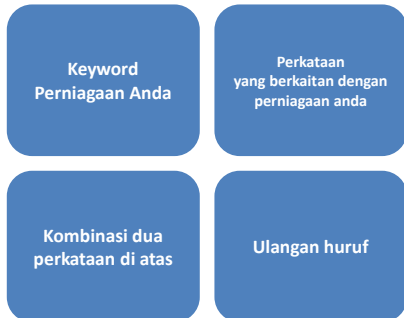 Keyword
Perniagaan Anda
Perkataan
yang berkaitan dengan
perniagaan anda
Kombinasi dua
perkataan di atas
Ulangan huruf